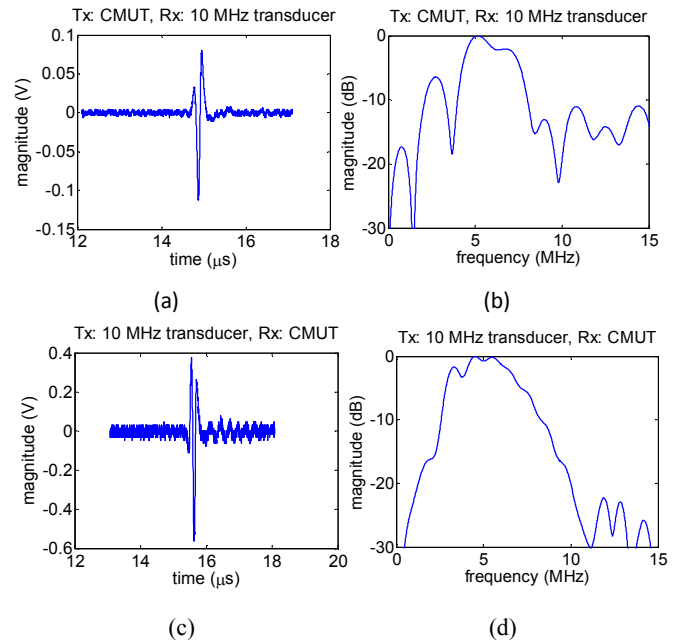 Tx: CMUT, Rx: 10 MHz transducer
magnitude (V)
0.1
0.05
0
-0.05
-0.1
-0.15
12 14 16 18
time (μs)
(a)
Tx: CMUT, Rx: 10 MHz transducer
magnitude (dB)
0
-10
-20
-30
0 5 10 15
frequency (MHz)
(b)
Tx: 10 MHz transducer, Rx: CMUT
magnitude (V)
0.4
0.2
0
-0.2
-0.4
-0.6
12 14 16 18 20
time (μs)
(c)
Tx: 10 MHz transducer, Rx: CMUT
magnitude (dB)
0
-10
-20
-30
0 5 10 15
frequency (MHz)
(d)